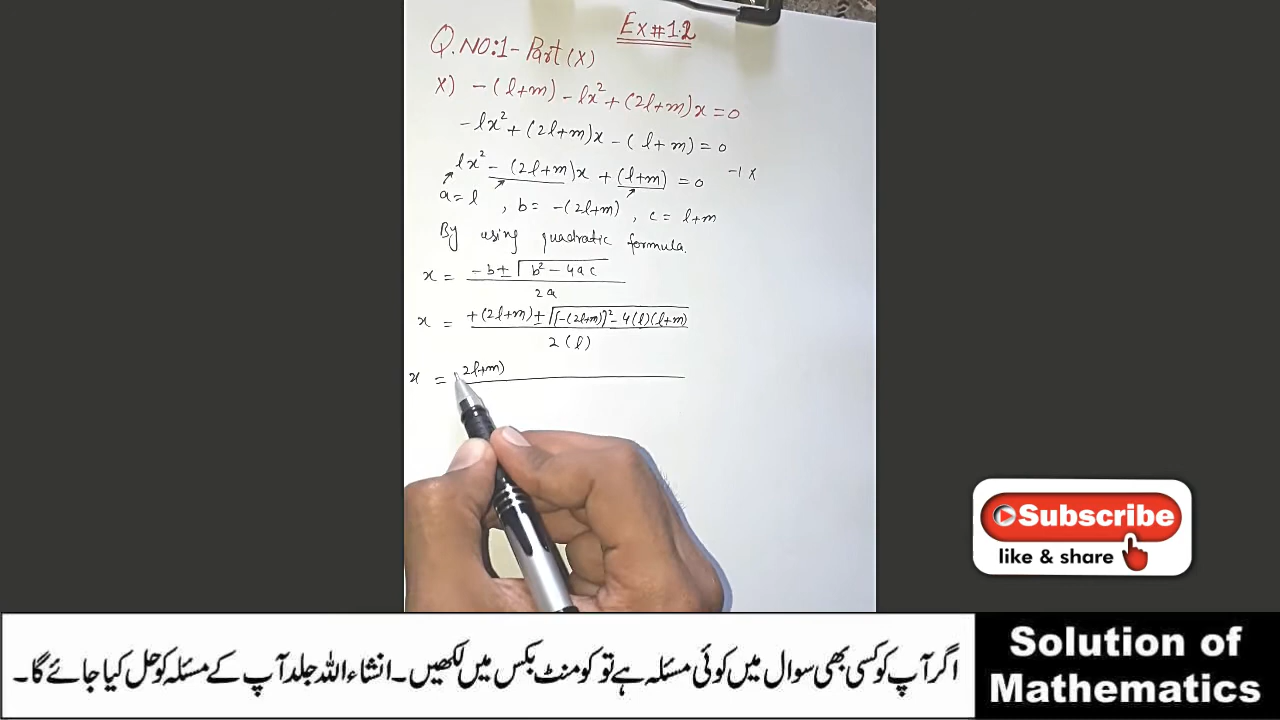 Ex#1.2
Q.NO:1- Part (x)
x) -(l+m) - lx² + (2l+m)x = 0
-lx² + (2l+m)x - (l+m) = 0
lx² - (2l+m)x + (l+m) = 0 -1 x
a = l , b = -(2l+m) , c = l+m
By using quadratic formula.
x = -b ± √b² - 4ac
2a
x = +(2l+m) ± √[-(2l+m)]² - 4(l)(l+m)
2(l)
x = 2l+m)
Subscribe
like & share
اگر آپ کو کسی بھی سوال میں کوئی مسئلہ ہے تو کومنٹ بکس میں لکھیں۔ انشاء اللہ جلد آپ کے مسئلہ کو حل کیا جائے گا۔
Solution of
Mathematics